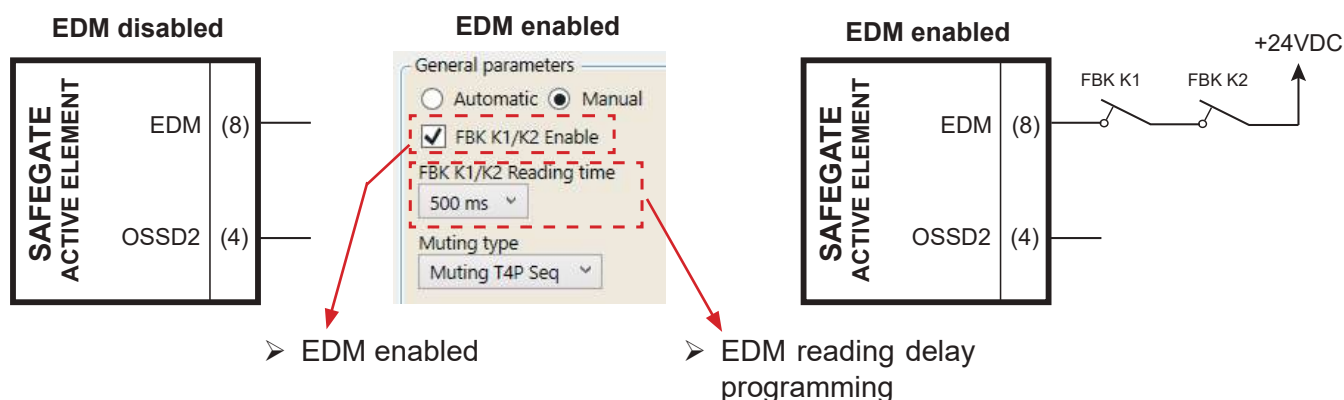 EDM disabled
SAFEGATE
ACTIVE ELEMENT
EDM (8)
OSSD2 (4)
EDM enabled
General parameters
Automatic Manual
FBK K1/K2 Enable
FBK K1/K2 Reading time
500 ms
Muting type
Muting T4P Seq
➢ EDM enabled
➢ EDM reading delay
programming
EDM enabled
SAFEGATE
ACTIVE ELEMENT
EDM (8)
OSSD2 (4)
FBK K1 FBK K2
+24VDC